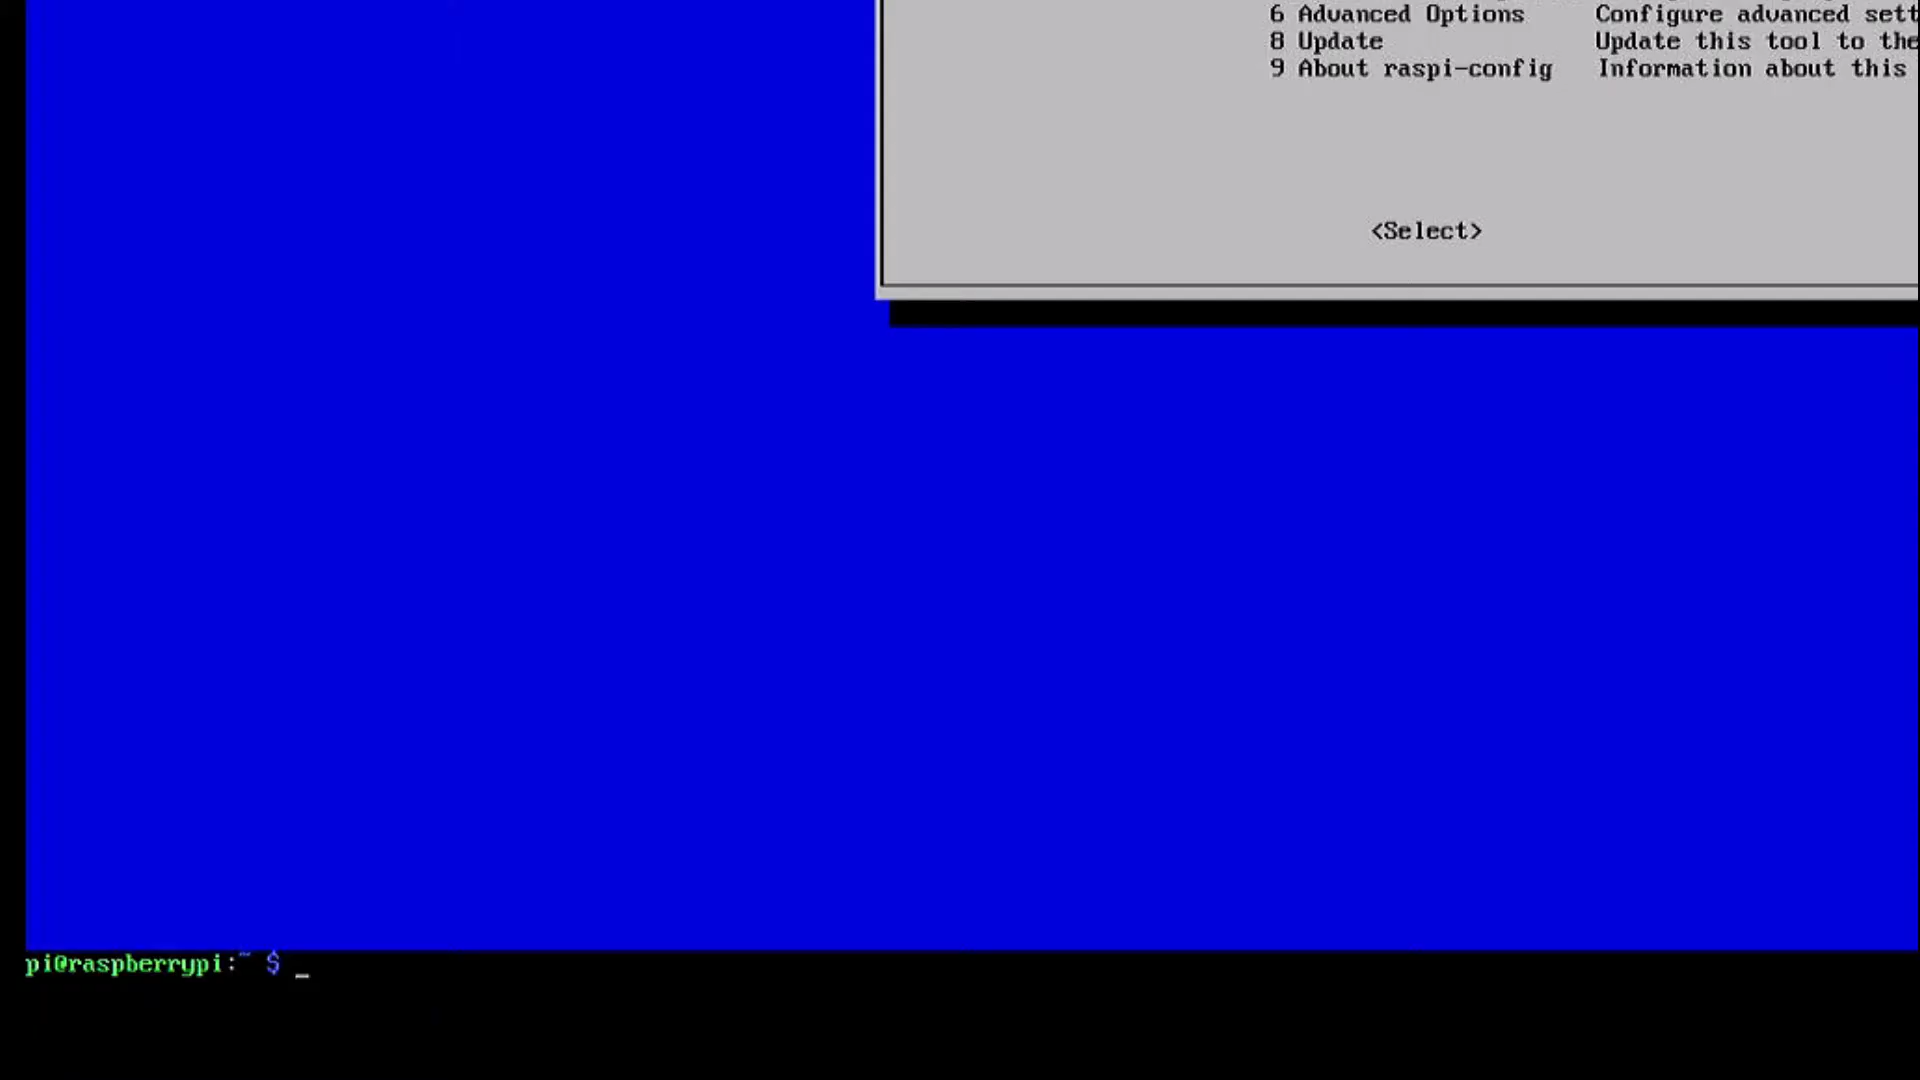 6 Advanced Options Configure advanced sett
8 Update Update this tool to the
9 About raspi-config Information about this
<Select>
pi@raspberrypi:~ $ _